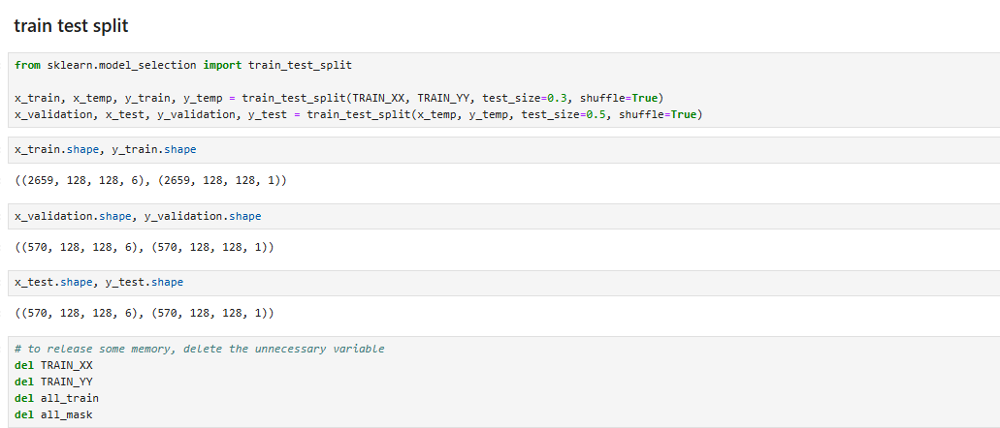 train test split
from sklearn.model_selection import train_test_split
x_train, x_temp, y_train, y_temp = train_test_split(TRAIN_XX, TRAIN_YY, test_size=0.3, shuffle=True)
x_validation, x_test, y_validation, y_test = train_test_split(x_temp, y_temp, test_size=0.5, shuffle=True)
x_train.shape, y_train.shape
((2659, 128, 128, 6), (2659, 128, 128, 1))
x_validation.shape, y_validation.shape
((570, 128, 128, 6), (570, 128, 128, 1))
x_test.shape, y_test.shape
((570, 128, 128, 6), (570, 128, 128, 1))
# to release some memory, delete the unnecessary variable
del TRAIN_XX
del TRAIN_YY
del all_train
del all_mask